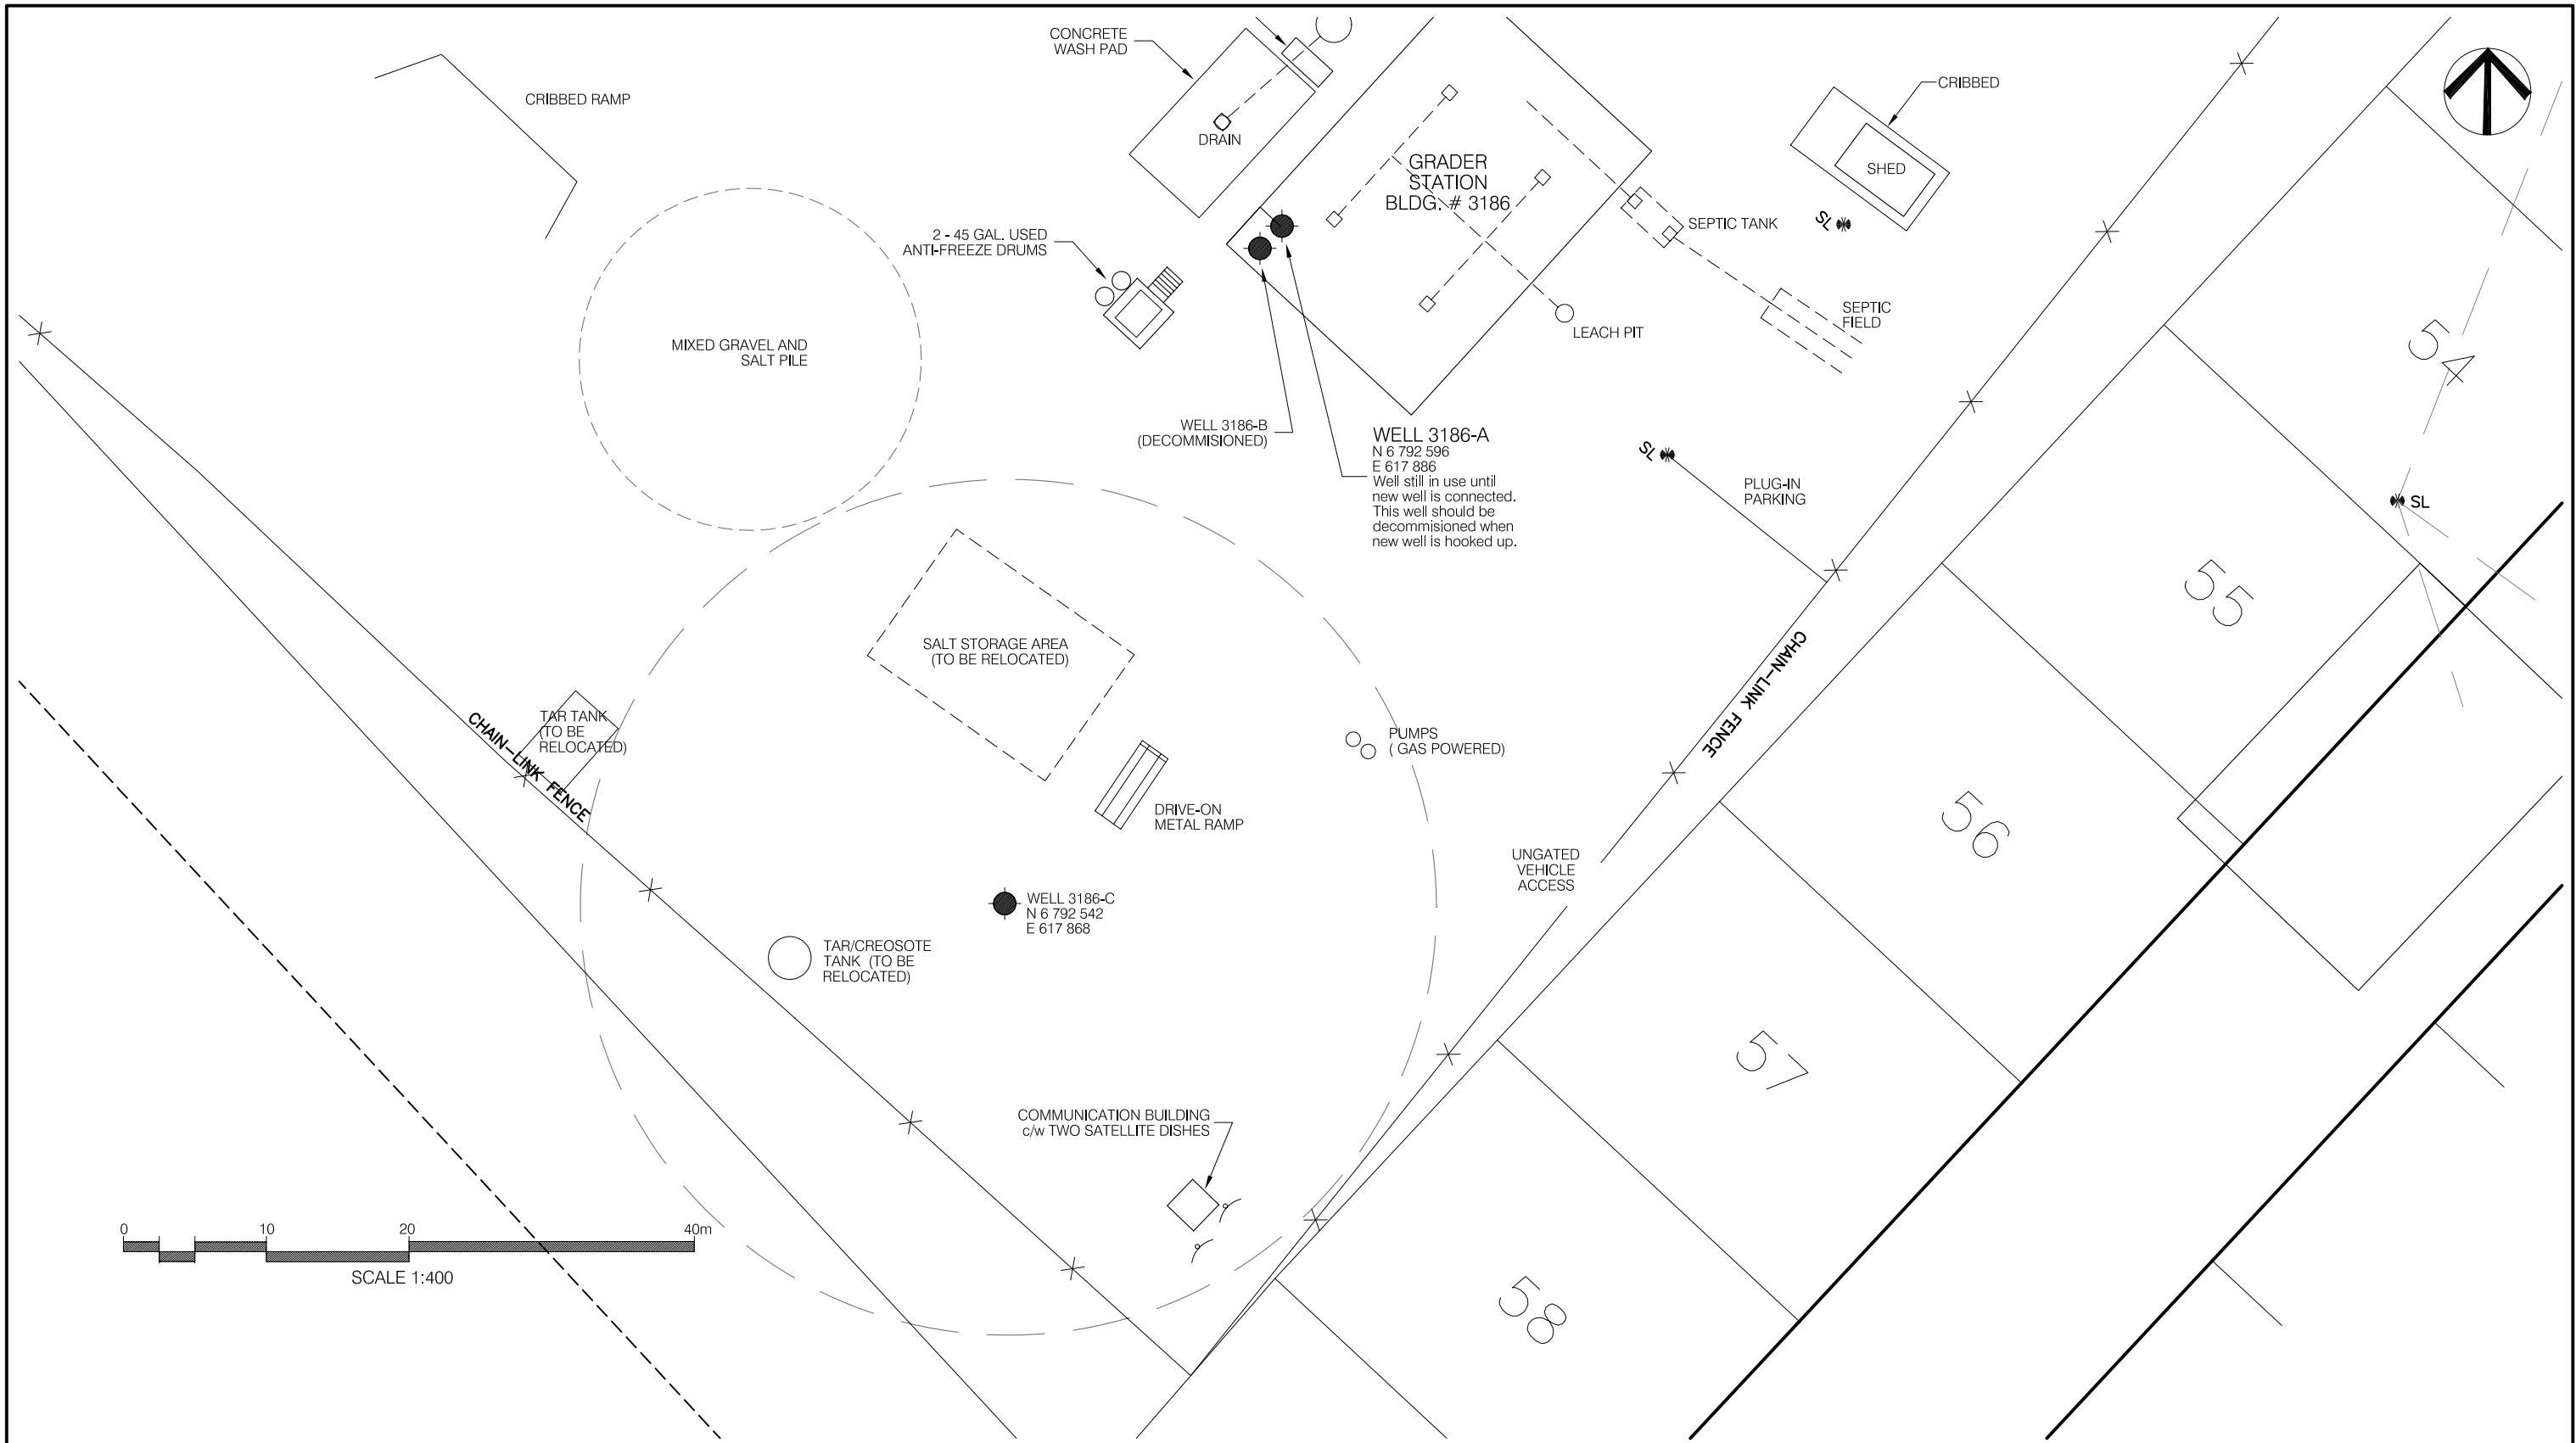 CONCRETE
WASH PAD
CRIBBED RAMP
DRAIN
GRADER
STATION
BLDG. # 3186
CRIBBED
SHED
SL
SEPTIC TANK
2 - 45 GAL. USED
ANTI-FREEZE DRUMS
SEPTIC
FIELD
LEACH PIT
MIXED GRAVEL AND
SALT PILE
54
WELL 3186-B
(DECOMMISIONED)
WELL 3186-A
N 6 792 596
E 617 886
Well still in use until
new well is connected.
This well should be
decommisioned when
new well is hooked up.
SL
PLUG-IN
PARKING
SL
55
SALT STORAGE AREA
(TO BE RELOCATED)
CHAIN-LINK FENCE
TAR TANK
(TO BE
RELOCATED)
CHAIN-LINK FENCE
PUMPS
( GAS POWERED)
DRIVE-ON
METAL RAMP
56
UNGATED
VEHICLE
ACCESS
WELL 3186-C
N 6 792 542
E 617 868
TAR/CREOSOTE
TANK (TO BE
RELOCATED)
57
COMMUNICATION BUILDING
c/w TWO SATELLITE DISHES
58
0 10 20 40m
SCALE 1:400